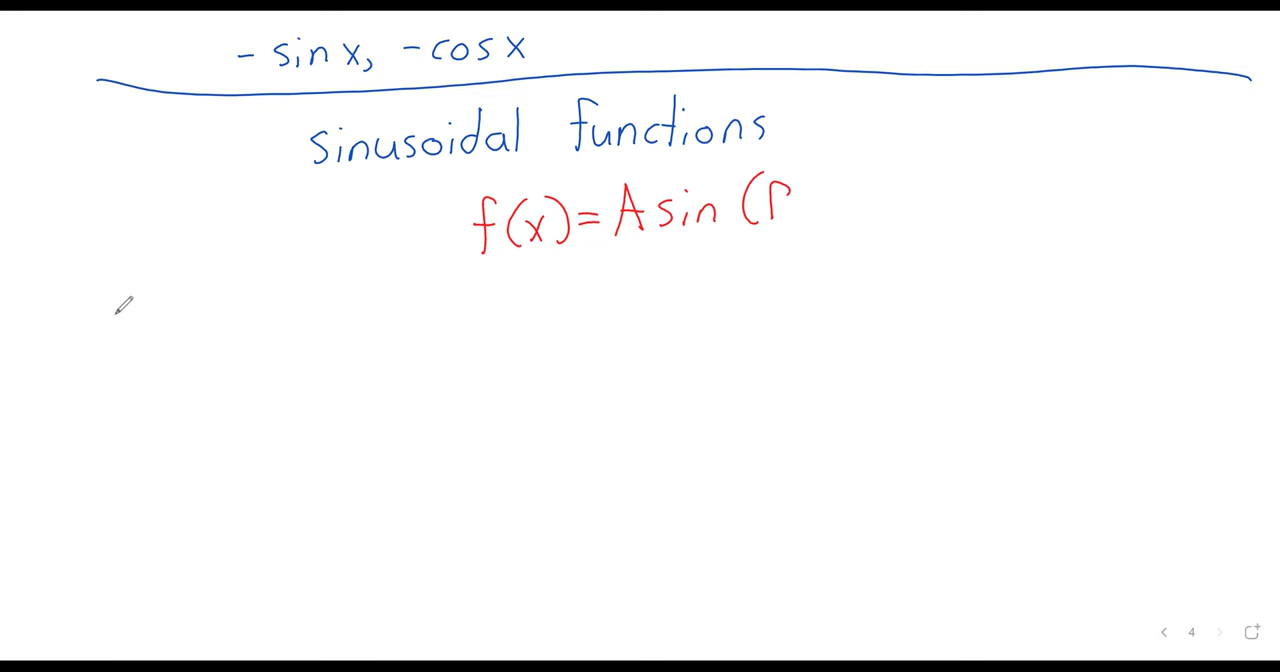 - sin x, - cos x
sinusoidal functions
f(x) = A sin (
4